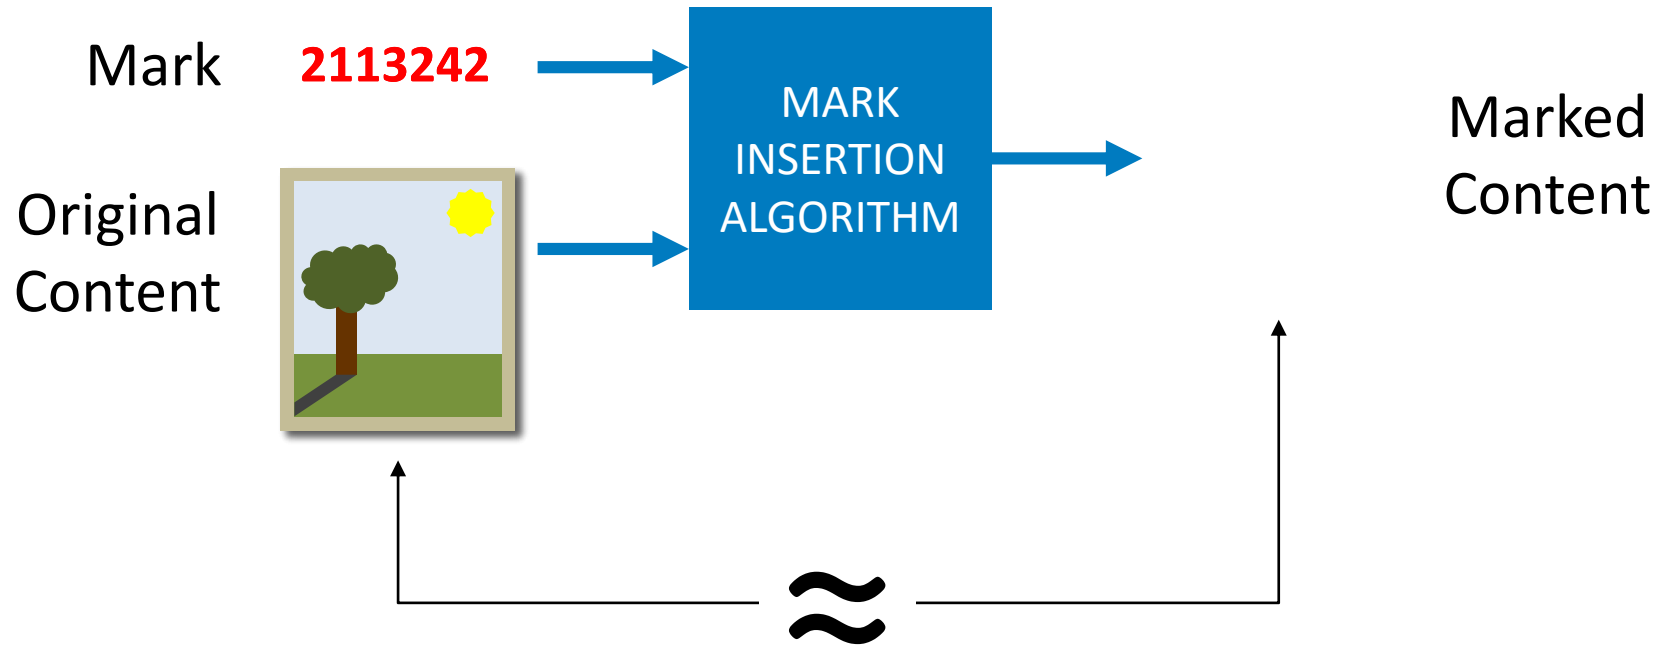 Mark 2113242
Original
Content
MARK
INSERTION
ALGORITHM
Marked
Content
≈